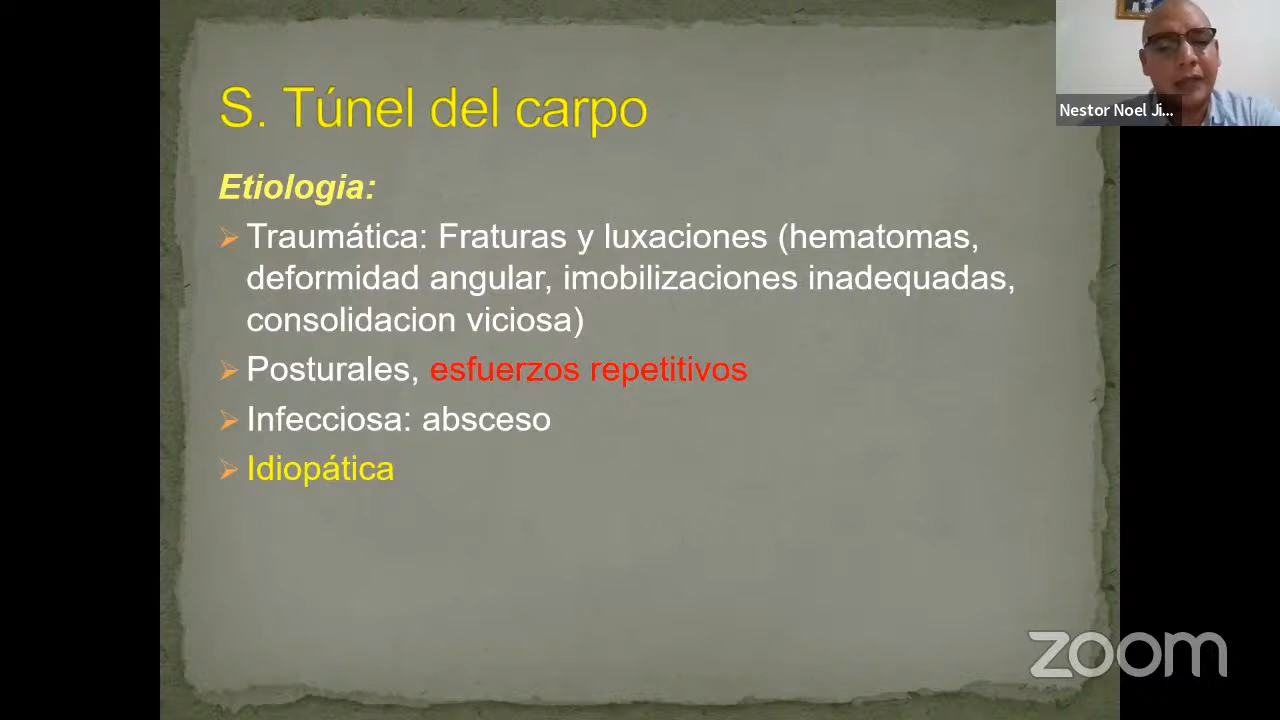 S. Túnel del carpo
Etiologia:
Traumática: Fraturas y luxaciones (hematomas,
deformidad angular, imobilizaciones inadequadas,
consolidacion viciosa)
Posturales, esfuerzos repetitivos
Infecciosa: absceso
Idiopática
Nestor Noel Ji...
zoom